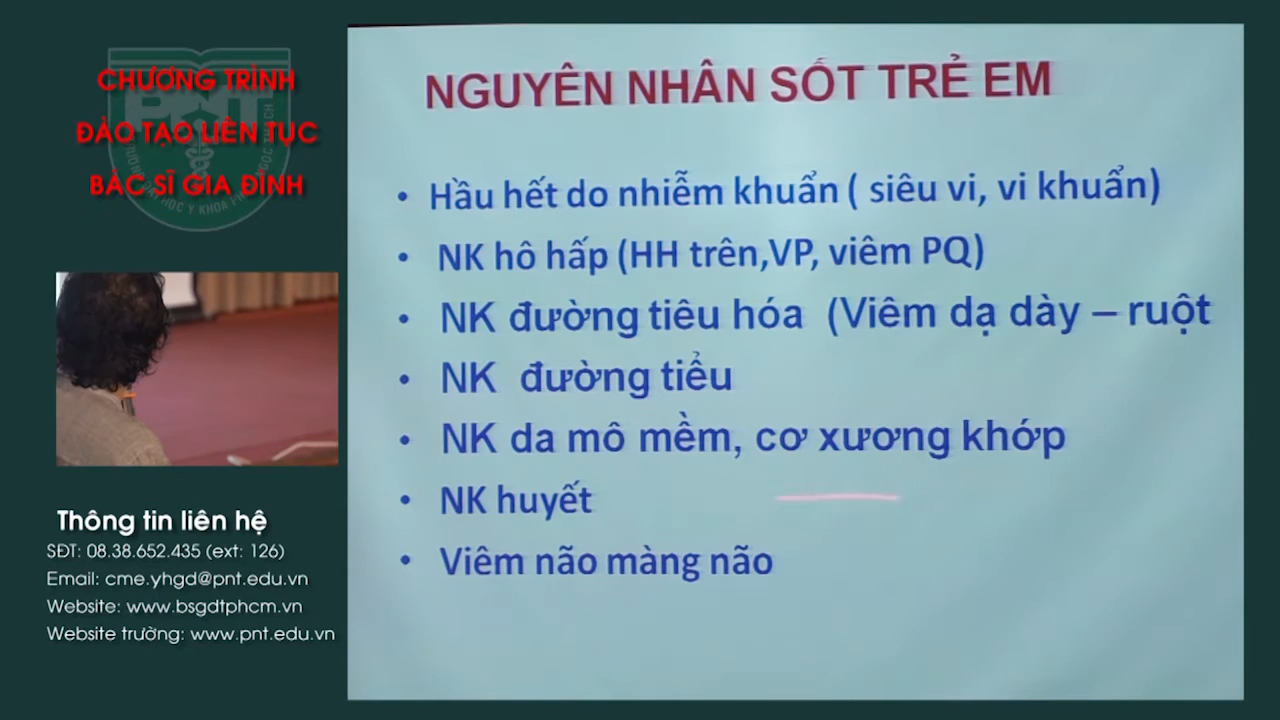 CHƯƠNG TRÌNH
ĐÀO TẠO LIÊN TỤC
BÁC SĨ GIA ĐÌNH
PNT
Thông tin liên hệ
SĐT: 08.38.652.435 (ext: 126)
Email: cme.yhgd@pnt.edu.vn
Website: www.bsgdtphcm.vn
Website trường: www.pnt.edu.vn
NGUYÊN NHÂN SỐT TRẺ EM
• Hầu hết do nhiễm khuẩn ( siêu vi, vi khuẩn)
• NK hô hấp (HH trên,VP, viêm PQ)
• NK đường tiêu hóa (Viêm dạ dày – ruột
• NK đường tiểu
• NK da mô mềm, cơ xương khớp
• NK huyết
• Viêm não màng não